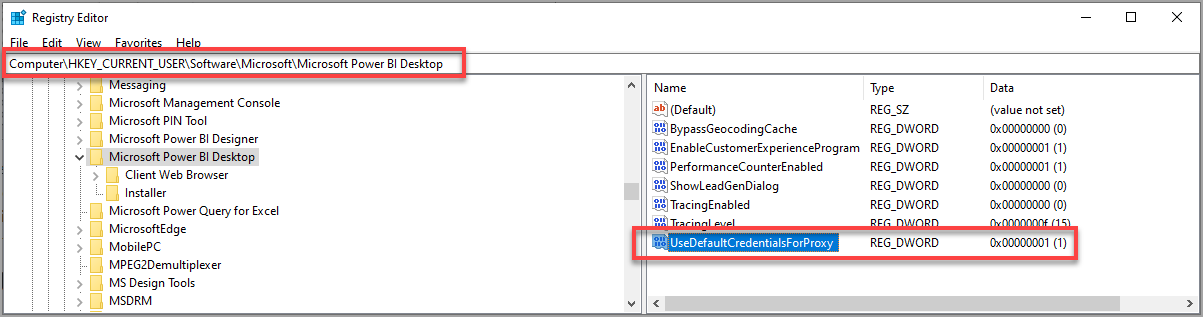 Registry Editor
File Edit View Favorites Help
Computer\HKEY_CURRENT_USER\Software\Microsoft\Microsoft Power BI Desktop
Messaging
Microsoft Management Console
Microsoft PIN Tool
Microsoft Power BI Designer
Microsoft Power BI Desktop
Client Web Browser
Installer
Microsoft Power Query for Excel
MicrosoftEdge
MobilePC
MPEG2Demultiplexer
MS Design Tools
MSDRM
Name Type Data
(Default) REG_SZ (value not set)
BypassGeocodingCache REG_DWORD 0x00000000 (0)
EnableCustomerExperienceProgram REG_DWORD 0x00000001 (1)
PerformanceCounterEnabled REG_DWORD 0x00000001 (1)
ShowLeadGenDialog REG_DWORD 0x00000000 (0)
TracingEnabled REG_DWORD 0x00000000 (0)
TracingLevel REG_DWORD 0x0000000f (15)
UseDefaultCredentialsForProxy REG_DWORD 0x00000001 (1)